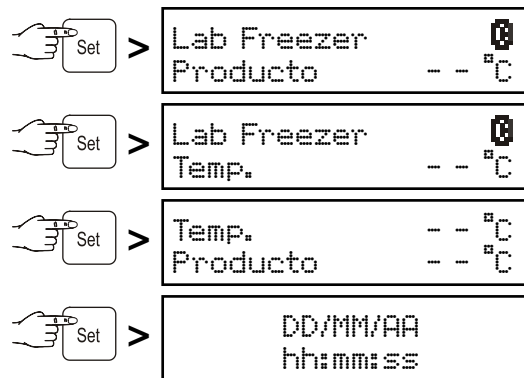 Set > Lab Freezer
Producto - - °C
Set > Lab Freezer
Temp. - - °C
Set > Temp. - - °C
Producto - - °C
Set > DD/MM/AA
hh:mm:ss